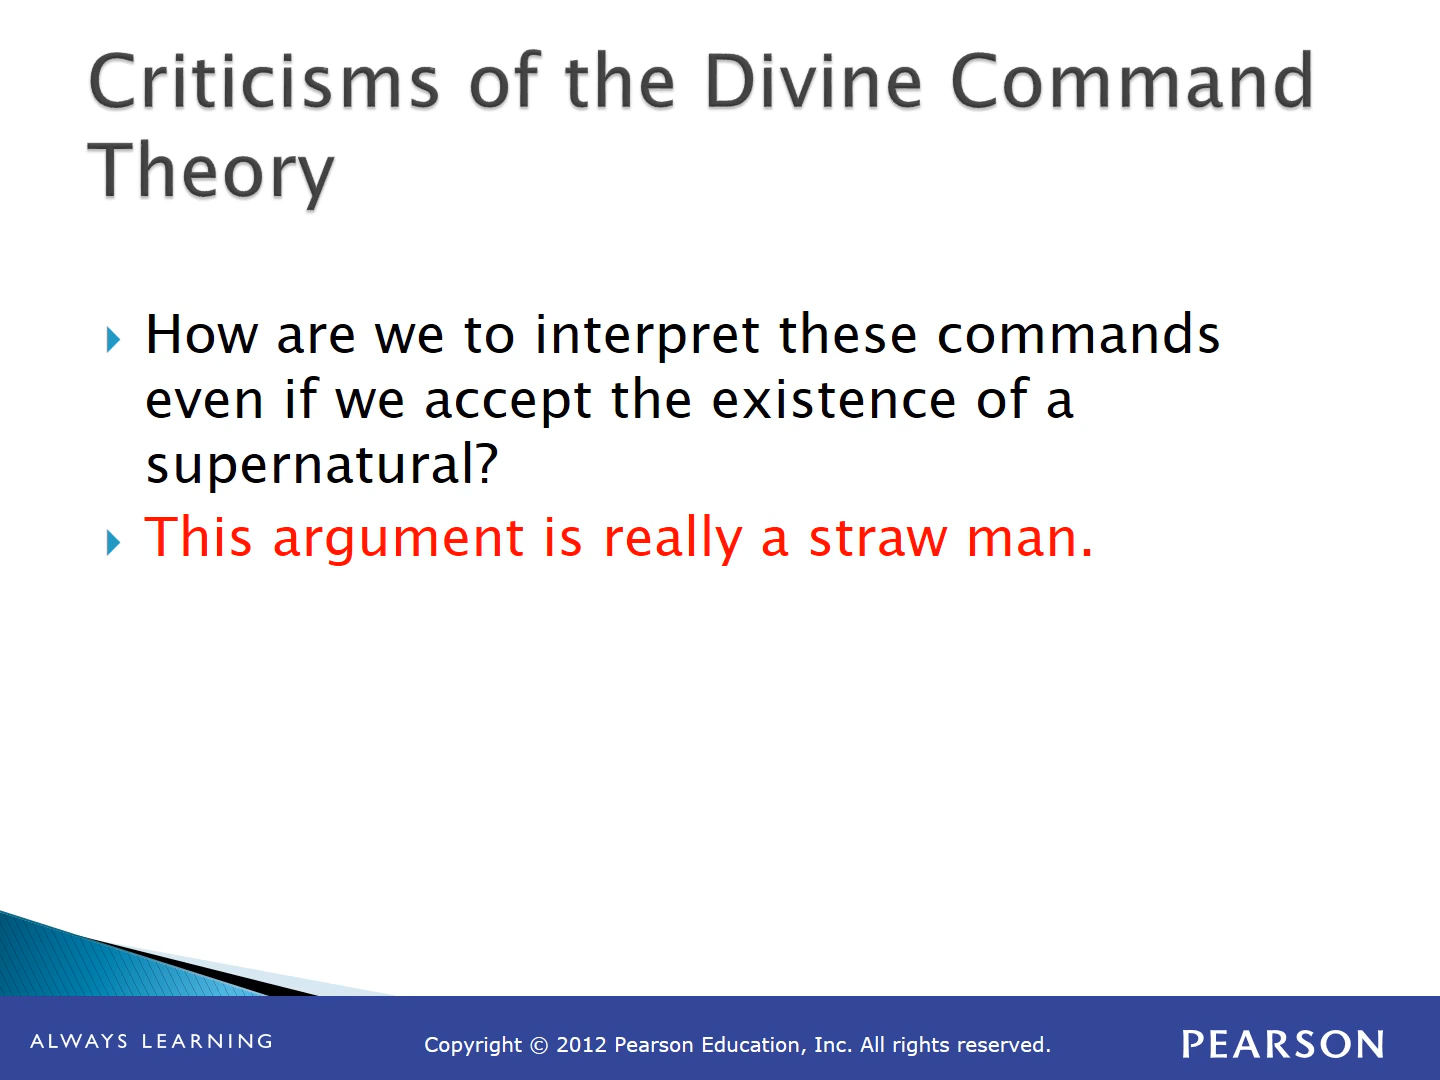 Criticisms of the Divine Command
Theory
How are we to interpret these commands
even if we accept the existence of a
supernatural?
This argument is really a straw man.
ALWAYS LEARNING
Copyright © 2012 Pearson Education, Inc. All rights reserved.
PEARSON